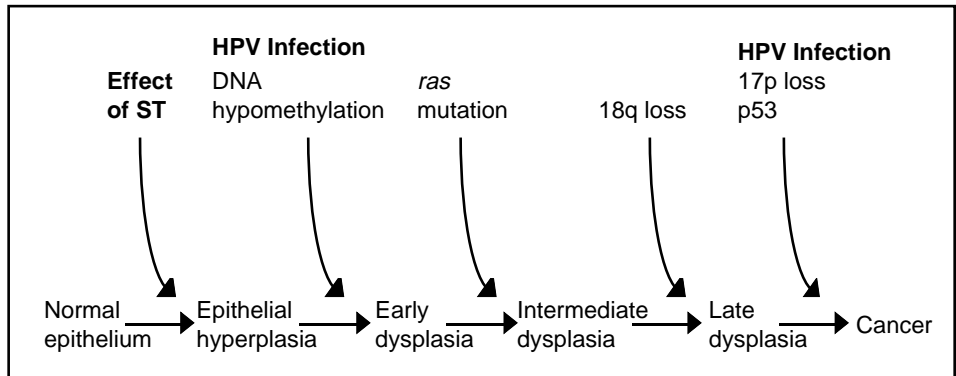 HPV Infection
HPV Infection
Effect
of ST
DNA
hypomethylation
ras
mutation
18q loss
17p loss
p53
Normal
epithelium
Epithelial
hyperplasia
Early
dysplasia
Intermediate
dysplasia
Late
dysplasia
Cancer